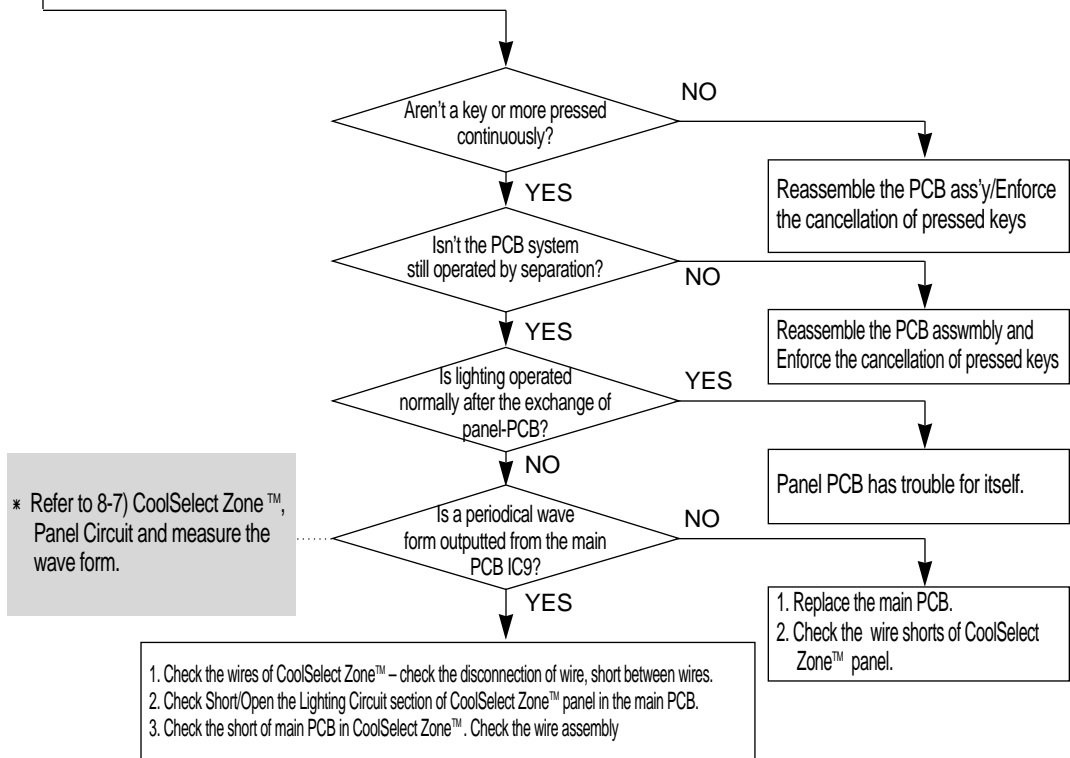 Aren't a key or more pressed
continuously?
NO
Reassemble the PCB ass'y/Enforce
the cancellation of pressed keys
YES
Isn't the PCB system
still operated by separation?
NO
Reassemble the PCB asswmbly and
Enforce the cancellation of pressed keys
YES
Is lighting operated
normally after the exchange of
panel-PCB?
YES
Panel PCB has trouble for itself.
NO
* Refer to 8-7) CoolSelect Zone ™,
Panel Circuit and measure the
wave form.
Is a periodical wave
form outputted from the main
PCB IC9?
NO
1. Replace the main PCB.
2. Check the wire shorts of CoolSelect
Zone™ panel.
YES
1. Check the wires of CoolSelect Zone™ – check the disconnection of wire, short between wires.
2. Check Short/Open the Lighting Circuit section of CoolSelect Zone™ panel in the main PCB.
3. Check the short of main PCB in CoolSelect Zone™. Check the wire assembly